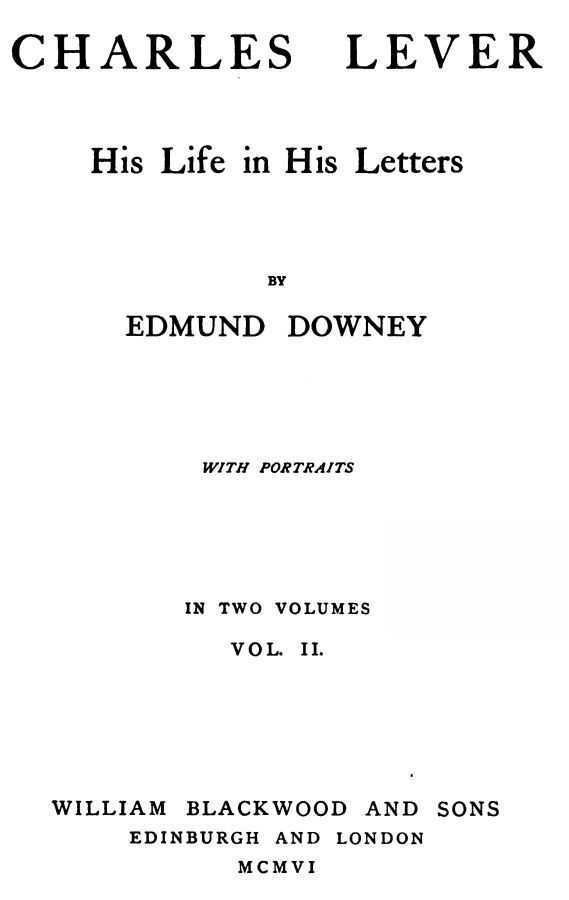 CHARLES LEVER
His Life in His Letters
BY
EDMUND DOWNEY
WITH PORTRAITS
IN TWO VOLUMES
VOL. II.
WILLIAM BLACKWOOD AND SONS
EDINBURGH AND LONDON
MCMVI